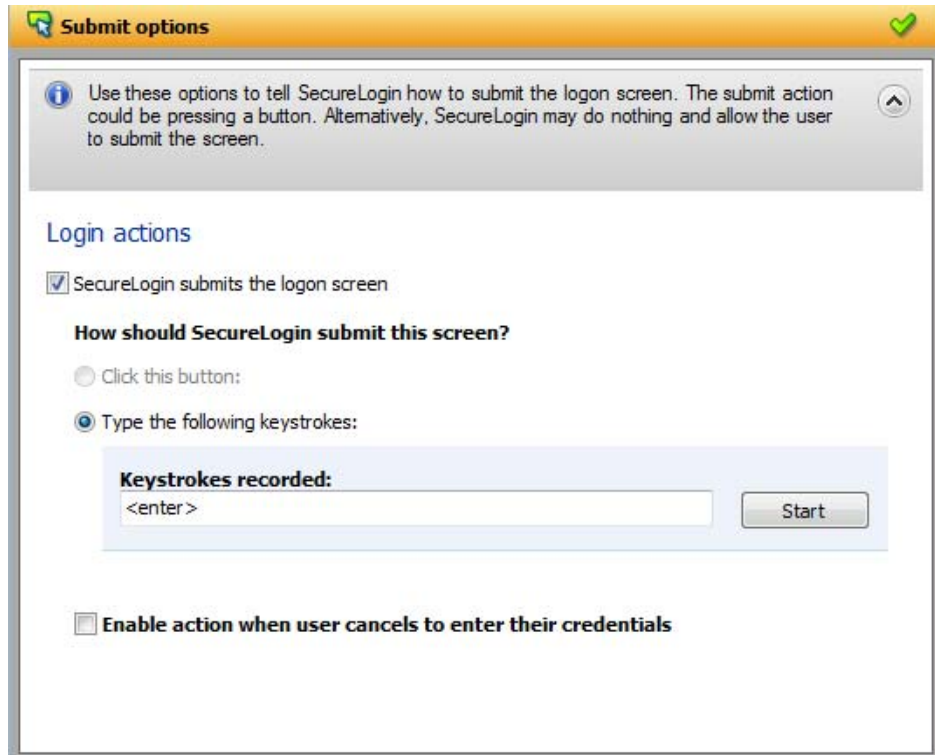 Submit options
Use these options to tell SecureLogin how to submit the logon screen. The submit action
could be pressing a button. Alternatively, SecureLogin may do nothing and allow the user
to submit the screen.
Login actions
SecureLogin submits the logon screen
How should SecureLogin submit this screen?
Click this button:
Type the following keystrokes:
Keystrokes recorded:
<enter>
Start
Enable action when user cancels to enter their credentials